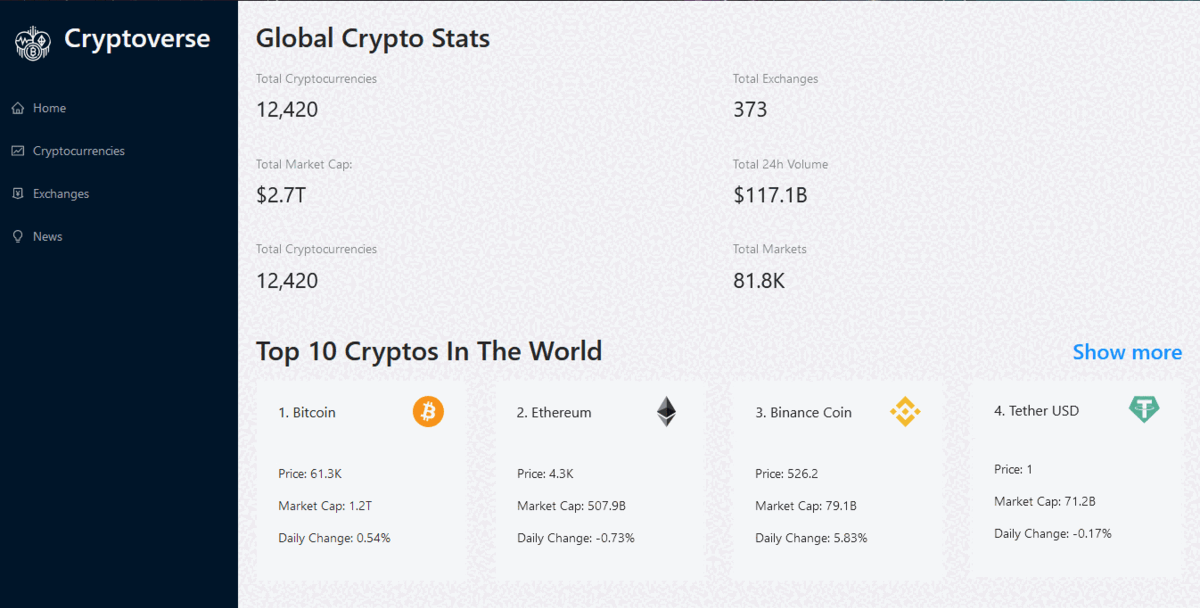 Cryptoverse
Home
Cryptocurrencies
Exchanges
News
Global Crypto Stats
Total Cryptocurrencies
12,420
Total Exchanges
373
Total Market Cap:
$2.7T
Total 24h Volume
$117.1B
Total Cryptocurrencies
12,420
Total Markets
81.8K
Top 10 Cryptos In The World
Show more
1. Bitcoin
Price: 61.3K
Market Cap: 1.2T
Daily Change: 0.54%
2. Ethereum
Price: 4.3K
Market Cap: 507.9B
Daily Change: -0.73%
3. Binance Coin
Price: 526.2
Market Cap: 79.1B
Daily Change: 5.83%
4. Tether USD
Price: 1
Market Cap: 71.2B
Daily Change: -0.17%